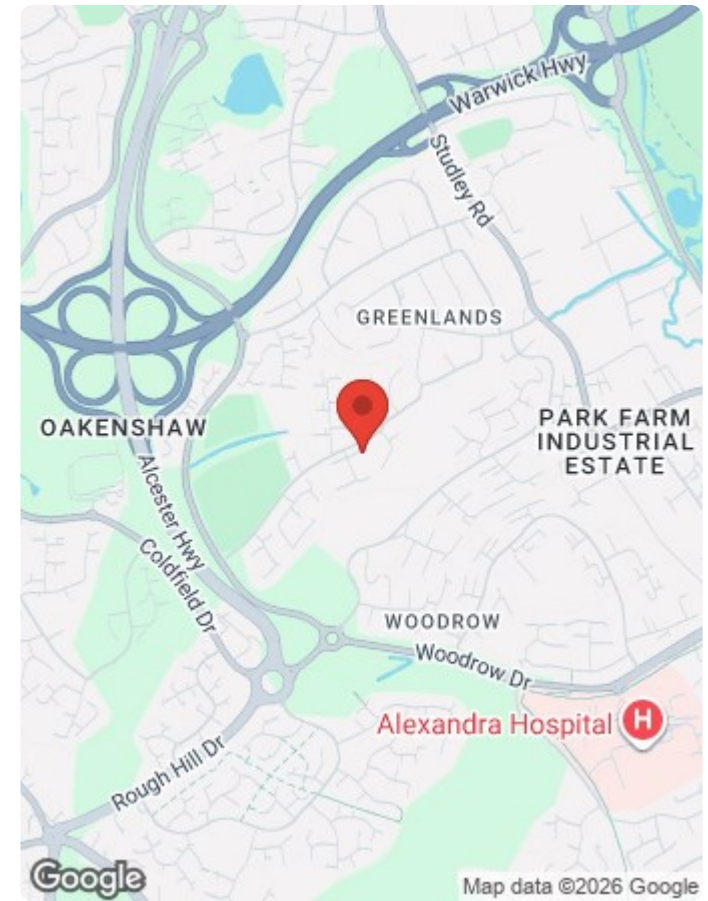 Warwick Hwy
Studley Rd
GREENLANDS
OAKENSHAW
PARK FARM
INDUSTRIAL
ESTATE
Alcester Hwy
Coldfield Dr
WOODROW
Woodrow Dr
Alexandra Hospital
H
Rough Hill Dr
Google
Map data ©2026 Google